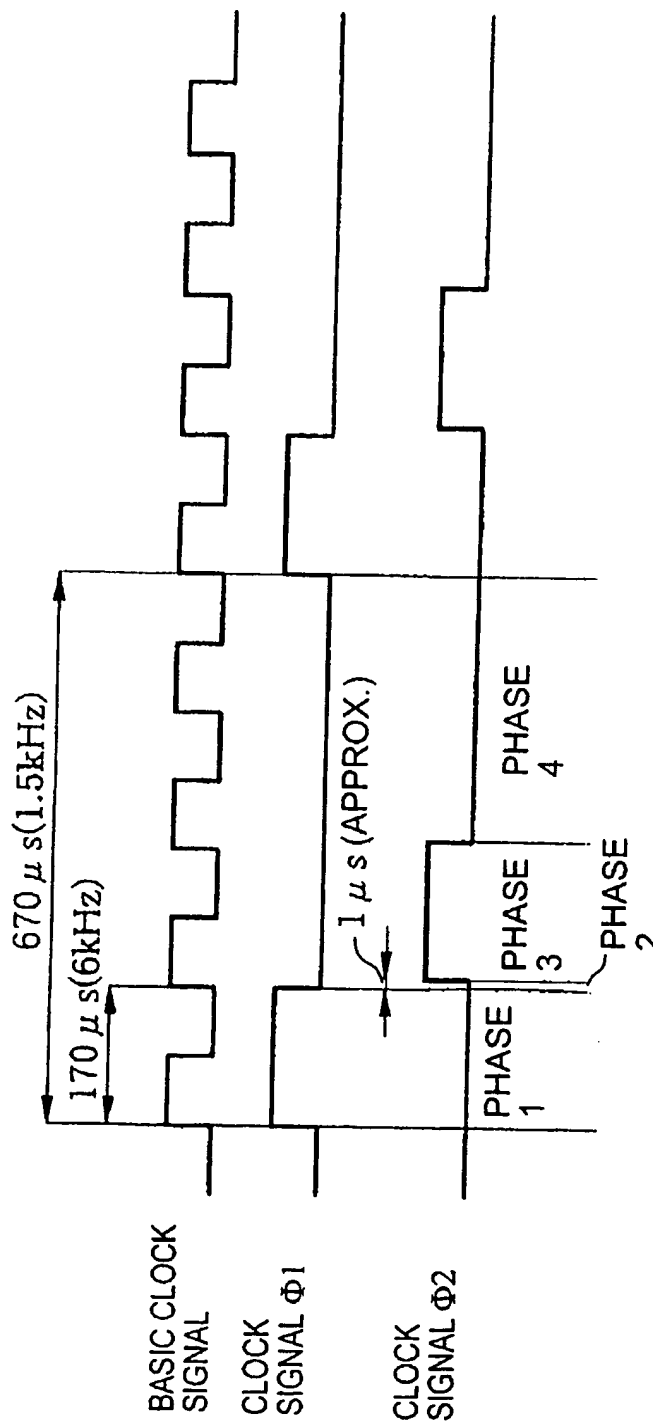 670 μ s(1.5kHz)
170 μ s(6kHz)
BASIC CLOCK
SIGNAL
CLOCK
SIGNAL Φ1
1 μ s (APPROX.)
CLOCK
SIGNAL Φ2
PHASE
1
PHASE
3
PHASE
2
PHASE
4